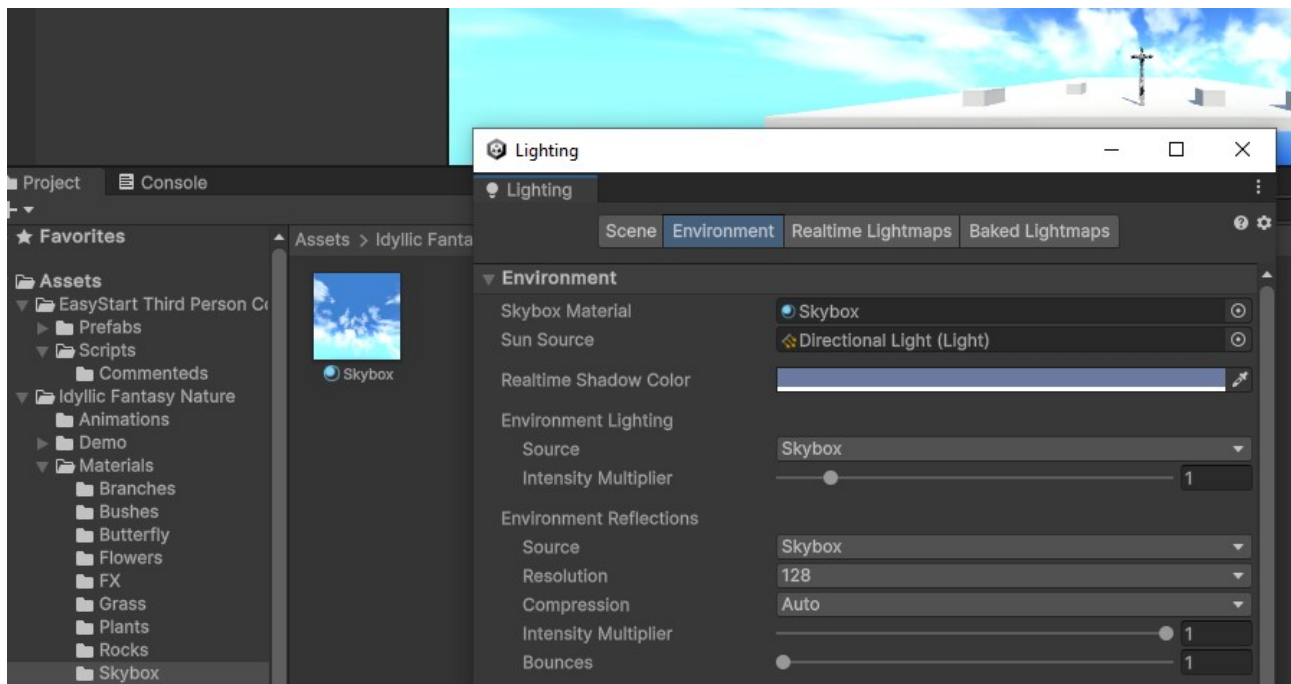 Lighting
Project
Console
Lighting
Favorites
Assets > Idyllic Fanta
Scene
Environment
Realtime Lightmaps
Baked Lightmaps
Assets
EasyStart Third Person Co
Prefabs
Scripts
Commenteds
Idyllic Fantasy Nature
Animations
Demo
Materials
Branches
Bushes
Butterfly
Flowers
FX
Grass
Plants
Rocks
Skybox
Skybox
Environment
Skybox Material
Skybox
Sun Source
Directional Light (Light)
Realtime Shadow Color
Environment Lighting
Source
Skybox
Intensity Multiplier
1
Environment Reflections
Source
Skybox
Resolution
128
Compression
Auto
Intensity Multiplier
1
Bounces
1